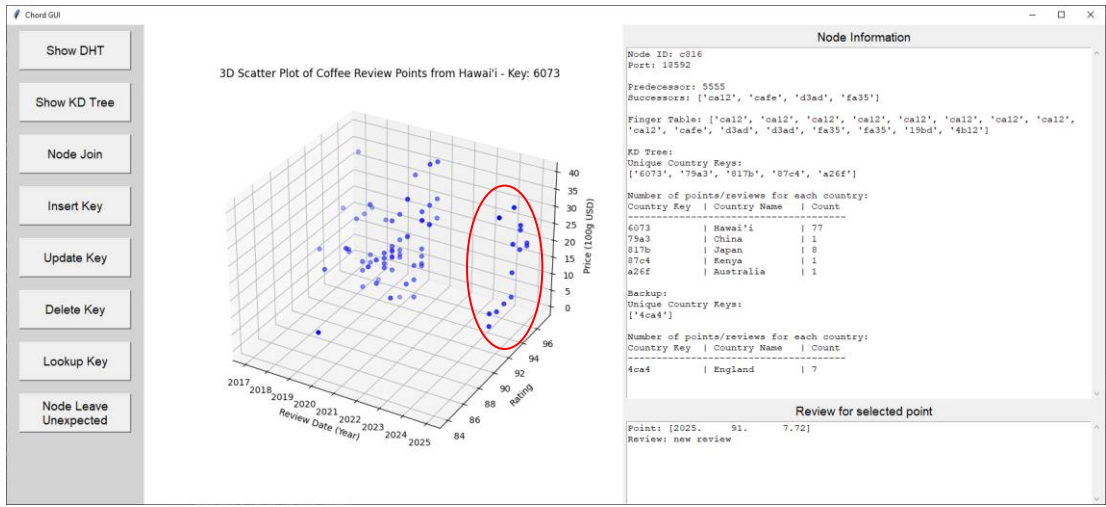 Chord GUI
Show DHT
Show KD Tree
Node Join
Insert Key
Update Key
Delete Key
Lookup Key
Node Leave
Unexpected
3D Scatter Plot of Coffee Review Points from Hawai'i - Key: 6073
40
35
30
25
20
15
10
5
0
Price (100g USD)
96
94
92
90
88
86
84
Rating
2017
2018
2019
2020
2021
2022
2023
2024
2025
Review Date (Year)
Node Information
Node ID: c816
Port: 18592
Predecessor: 5555
Successors: ['ca12', 'cafe', 'd3ad', 'fa35']
Finger Table: ['ca12', 'ca12', 'ca12', 'ca12', 'ca12', 'ca12', 'ca12', 'ca12',
'ca12', 'cafe', 'd3ad', 'd3ad', 'fa35', 'fa35', '19bd', '4b12']
KD Tree:
Unique Country Keys:
['6073', '79a3', '817b', '87c4', 'a26f']
Number of points/reviews for each country:
Country Key | Country Name | Count
----------------------------------------
6073 | Hawai'i | 77
79a3 | China | 1
817b | Japan | 8
87c4 | Kenya | 1
a26f | Australia | 1
Backup:
Unique Country Keys:
['4ca4']
Number of points/reviews for each country:
Country Key | Country Name | Count
----------------------------------------
4ca4 | England | 7
Review for selected point
Point: [2025. 91. 7.72]
Review: new review